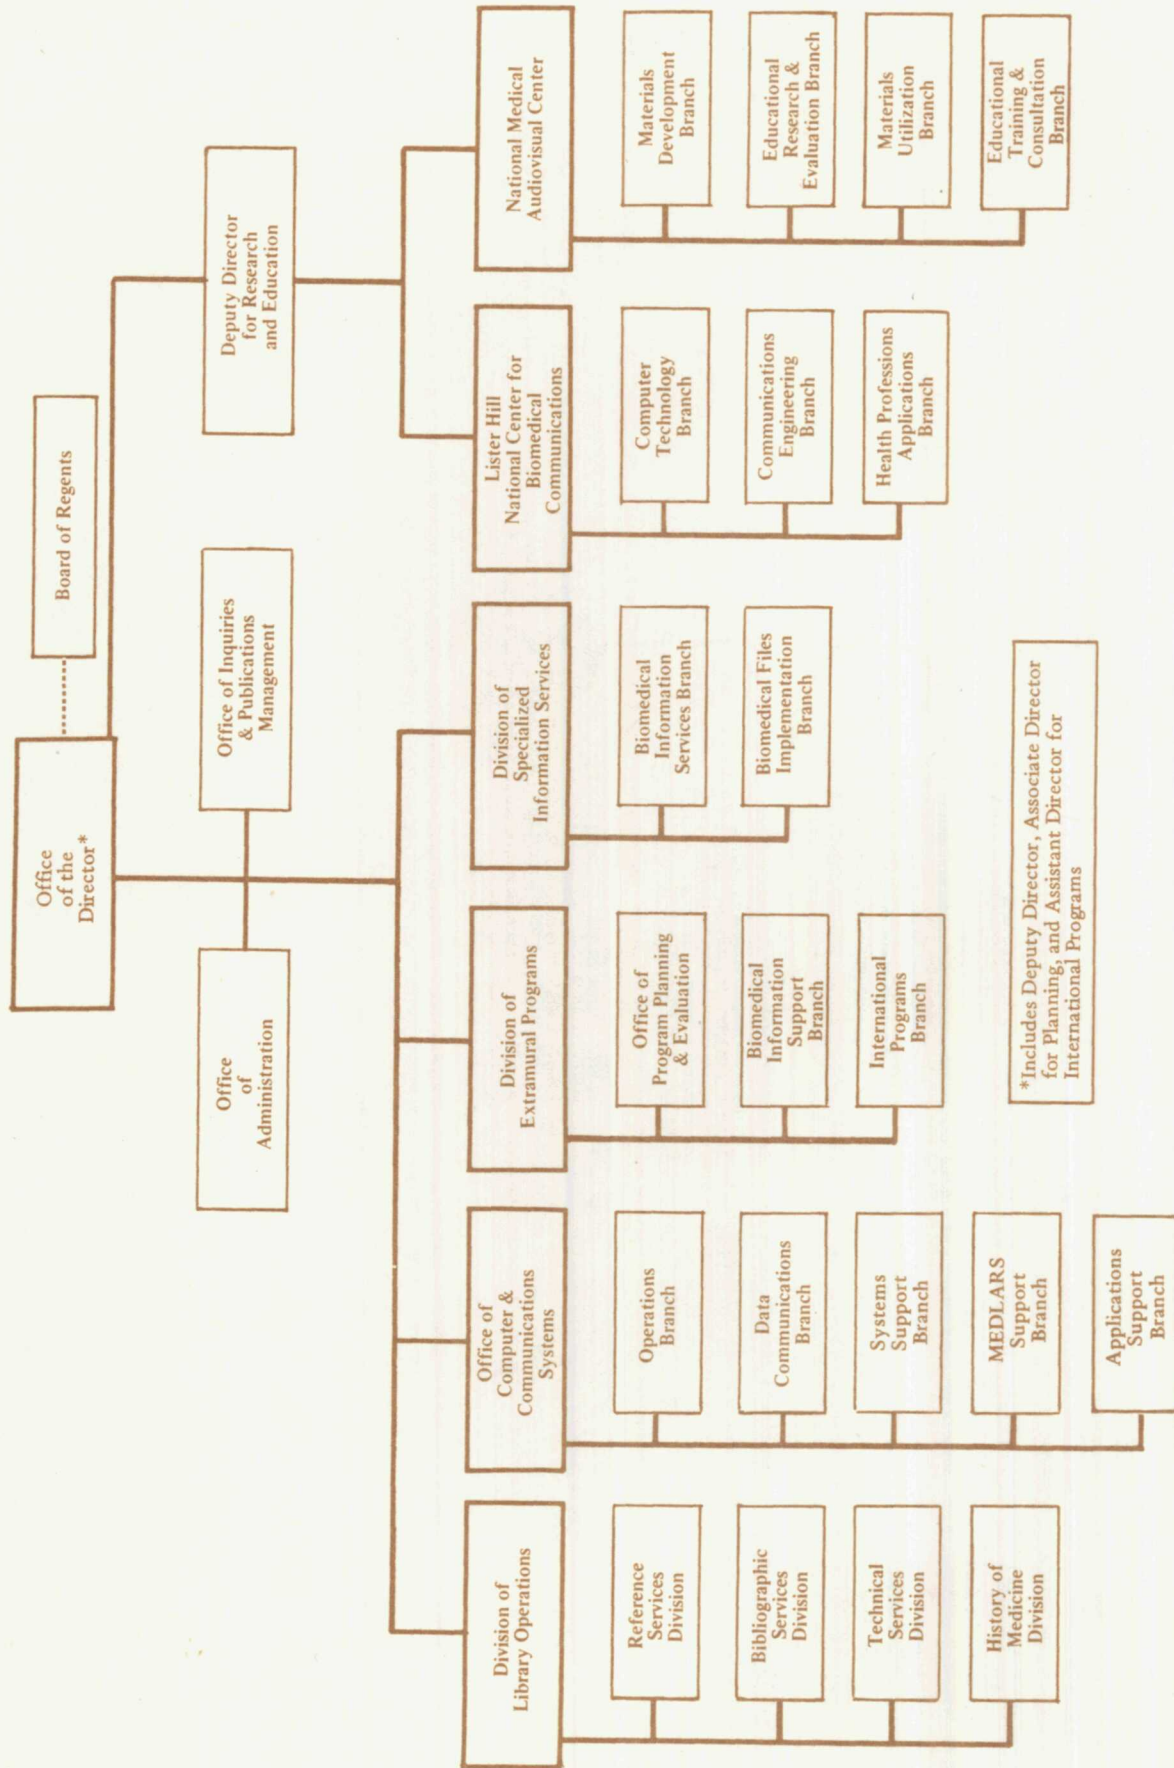 Office
of the
Director*
Board of Regents
Office
of
Administration
Office of Inquiries
& Publications
Management
Deputy Director
for Research
and Education
Division of
Library Operations
Reference
Services
Division
Bibliographic
Services
Division
Technical
Services
Division
History of
Medicine
Division
Office of
Computer &
Communications
Systems
Operations
Branch
Data
Communications
Branch
Systems
Support
Branch
MEDLARS
Support
Branch
Applications
Support
Branch
Division of
Extramural Programs
Office of
Program Planning
& Evaluation
Biomedical
Information
Support
Branch
International
Programs
Branch
Division of
Specialized
Information Services
Biomedical
Information
Services Branch
Biomedical Files
Implementation
Branch
Lister Hill
National Center for
Biomedical
Communications
Computer
Technology
Branch
Communications
Engineering
Branch
Health Professions
Applications
Branch
National Medical
Audiovisual Center
Materials
Development
Branch
Educational
Research &
Evaluation Branch
Materials
Utilization
Branch
Educational
Training &
Consultation
Branch
*Includes Deputy Director, Associate Director
for Planning, and Assistant Director for
International Programs